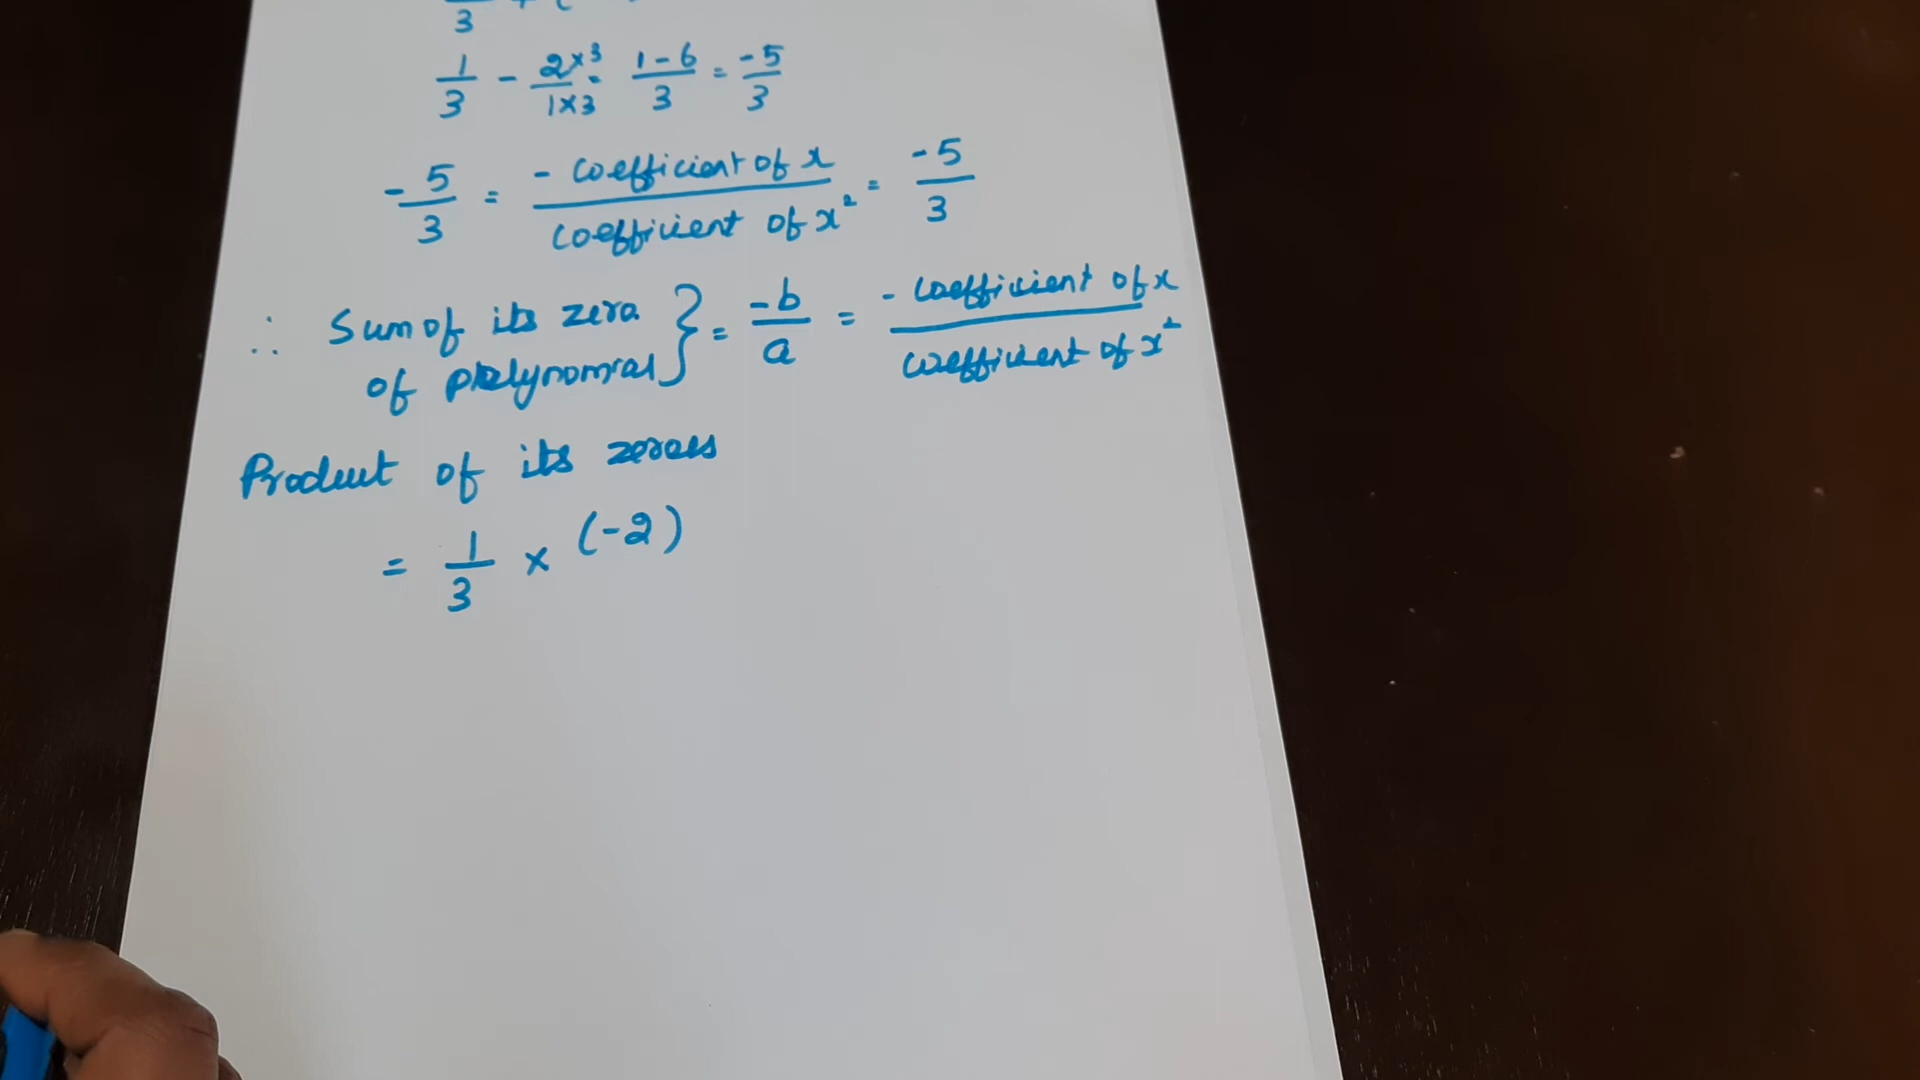 1/3 - 2×3/1×3 = 1-6/3 = -5/3
-5/3 = - coefficient of x/coefficient of x² = -5/3
∴ Sum of its zero of polynomial } = -b/a = - coefficient of x/coefficient of x²
Product of its zeroes
= 1/3 × (-2)